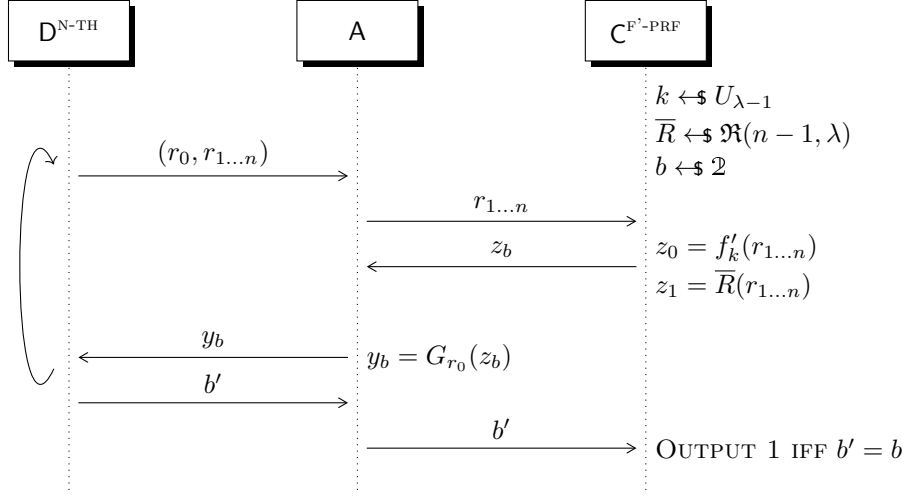 D^{N-TH} A C^{F'-PRF}
k ←$ U_{λ−1}
R̅ ←$ ℜ(n − 1, λ)
b ←$ 𝟚
(r_0, r_{1...n})
r_{1...n}
z_b
z_0 = f'_k(r_{1...n})
z_1 = R̅(r_{1...n})
y_b
y_b = G_{r_0}(z_b)
b'
b'
OUTPUT 1 IFF b' = b